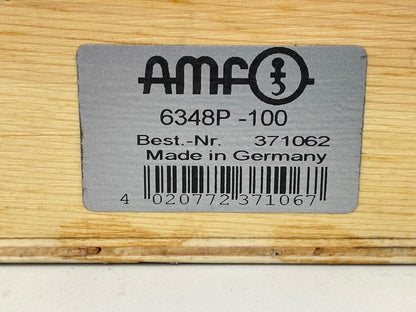 AMF
6348P -100
Best.-Nr. 371062
Made in Germany
4 020772 371067